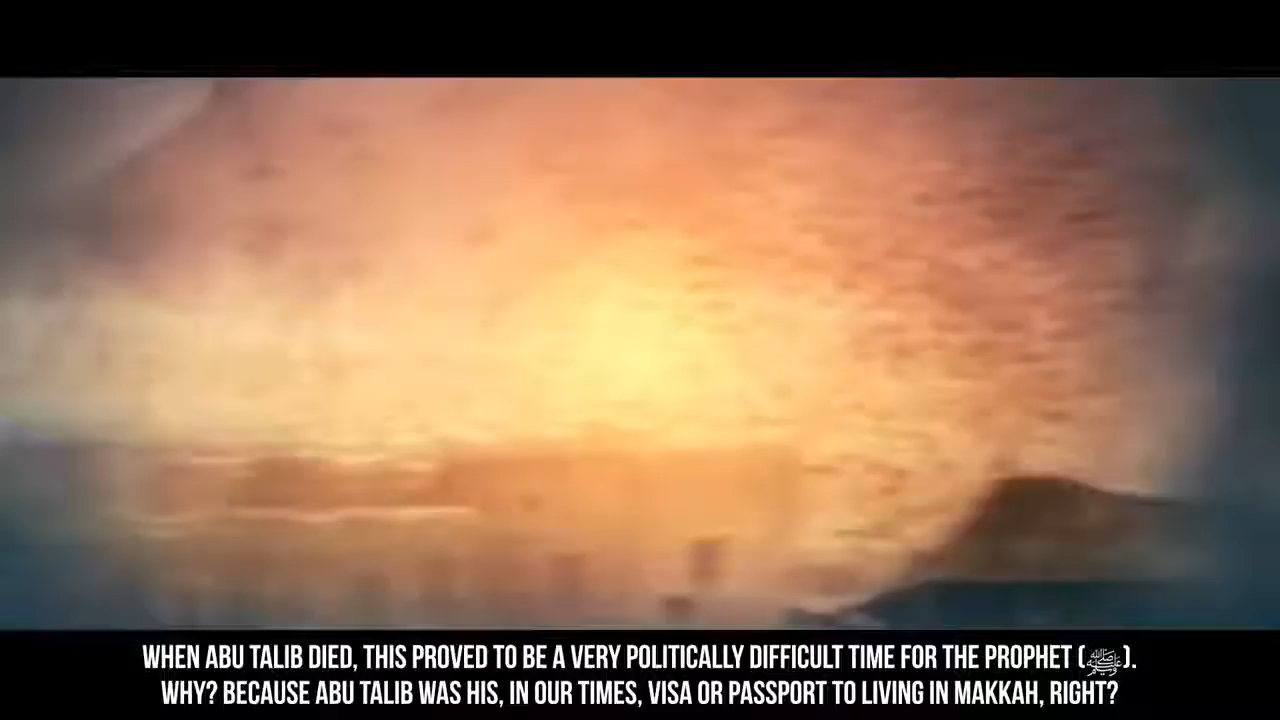 WHEN ABU TALIB DIED, THIS PROVED TO BE A VERY POLITICALLY DIFFICULT TIME FOR THE PROPHET (ﷺ).
WHY? BECAUSE ABU TALIB WAS HIS, IN OUR TIMES, VISA OR PASSPORT TO LIVING IN MAKKAH, RIGHT?